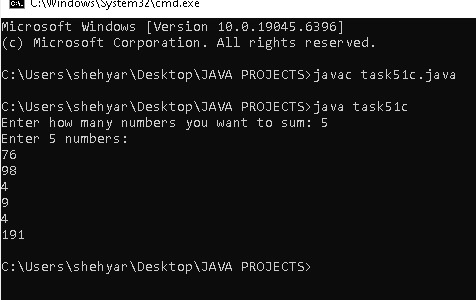 C:\Windows\System32\cmd.exe
Microsoft Windows [Version 10.0.19045.6396]
(c) Microsoft Corporation. All rights reserved.
C:\Users\shehyar\Desktop\JAVA PROJECTS>javac task51c.java
C:\Users\shehyar\Desktop\JAVA PROJECTS>java task51c
Enter how many numbers you want to sum: 5
Enter 5 numbers:
76
98
4
9
4
191
C:\Users\shehyar\Desktop\JAVA PROJECTS>